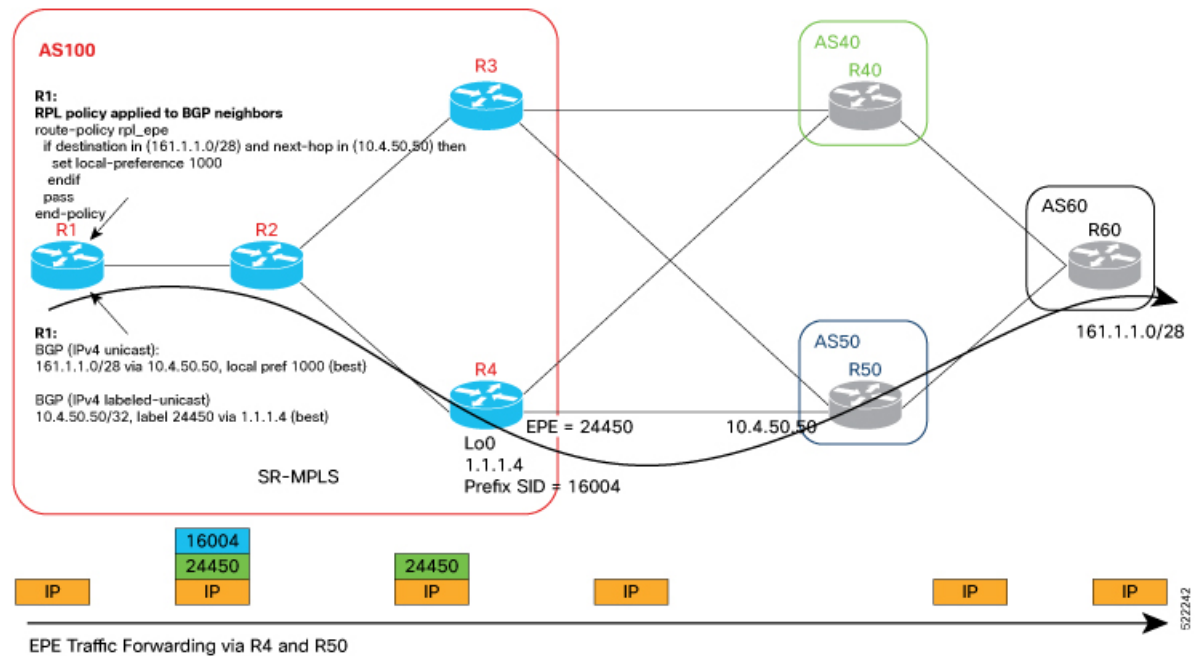 AS100
R1:
RPL policy applied to BGP neighbors
route-policy rpl_epe
if destination in (161.1.1.0/28) and next-hop in (10.4.50.50) then
set local-preference 1000
endif
pass
end-policy
R1
R2
R3
AS40
R40
AS60
R60
161.1.1.0/28
R1:
BGP (IPv4 unicast):
161.1.1.0/28 via 10.4.50.50, local pref 1000 (best)
BGP (IPv4 labeled-unicast)
10.4.50.50/32, label 24450 via 1.1.1.4 (best)
R4
EPE = 24450
10.4.50.50
AS50
R50
Lo0
1.1.1.4
Prefix SID = 16004
SR-MPLS
16004
24450
24450
IP
IP
IP
IP
IP
IP
EPE Traffic Forwarding via R4 and R50
522242